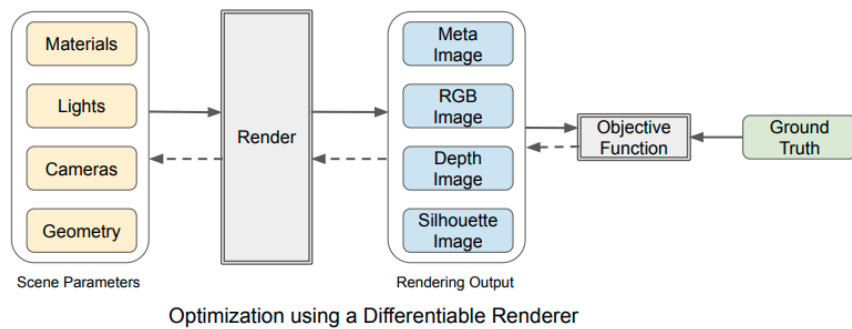 Materials
Lights
Cameras
Geometry
Scene Parameters
Render
Meta
Image
RGB
Image
Depth
Image
Silhouette
Image
Rendering Output
Objective
Function
Ground
Truth
Optimization using a Differentiable Renderer